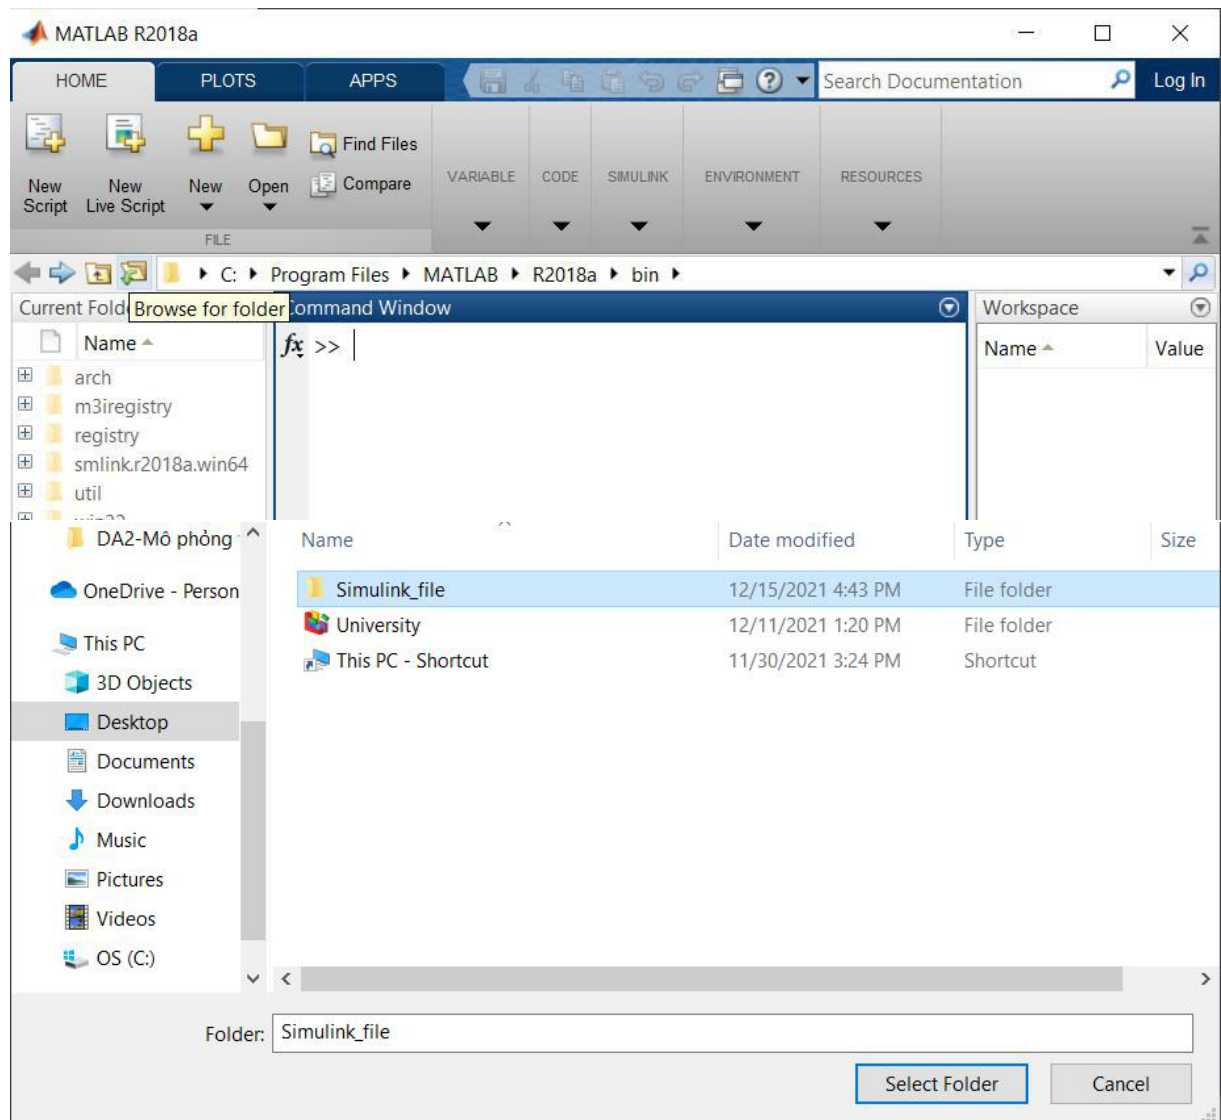 MATLAB R2018a
HOME PLOTS APPS Search Documentation Log In
New Script
New Live Script
New
Open
Find Files
Compare
VARIABLE CODE SIMULINK ENVIRONMENT RESOURCES
FILE
C: Program Files MATLAB R2018a bin
Current Fold
Browse for folder
Command Window
Workspace
Name
fx >>
Name Value
arch
m3iregistry
registry
smlink.r2018a.win64
util
DA2-Mô phỏng
Name Date modified Type Size
OneDrive - Person
Simulink_file 12/15/2021 4:43 PM File folder
University 12/11/2021 1:20 PM File folder
This PC
This PC - Shortcut 11/30/2021 3:24 PM Shortcut
3D Objects
Desktop
Documents
Downloads
Music
Pictures
Videos
OS (C:)
Folder: Simulink_file
Select Folder Cancel